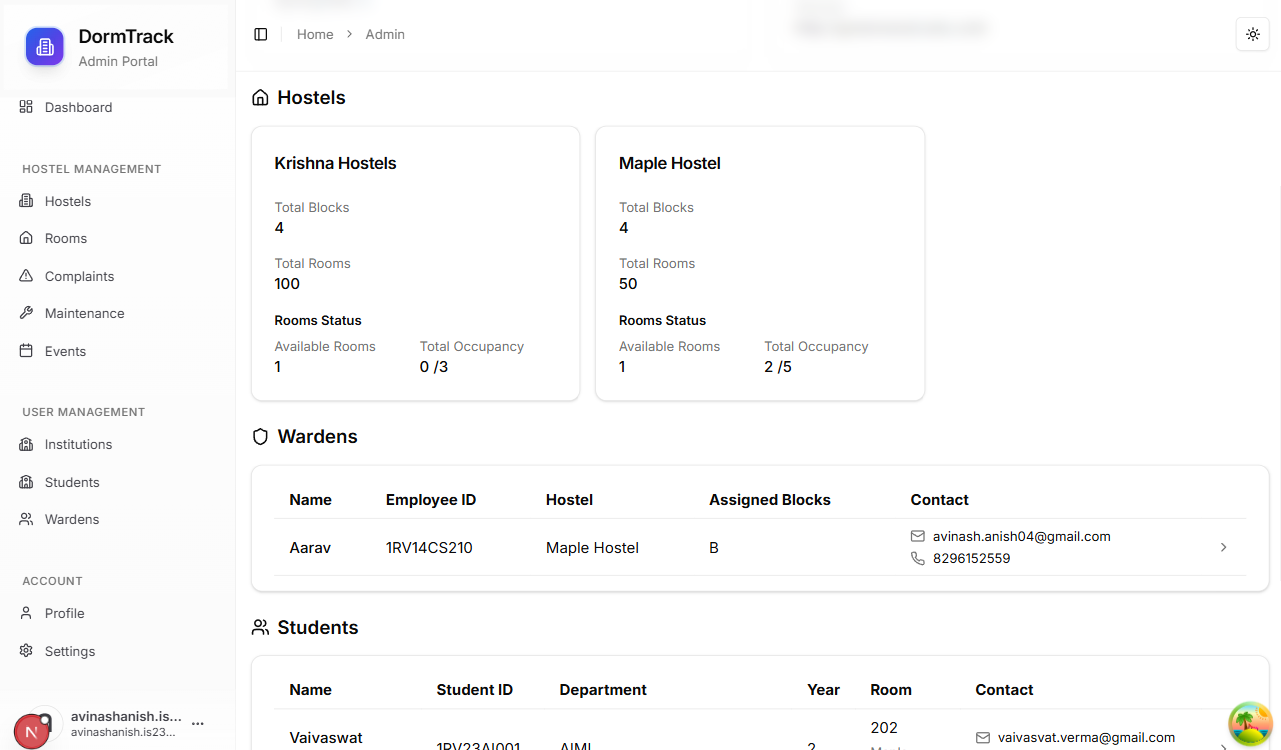 DormTrack
Admin Portal
Home > Admin
Dashboard
HOSTEL MANAGEMENT
Hostels
Rooms
Complaints
Maintenance
Events
USER MANAGEMENT
Institutions
Students
Wardens
ACCOUNT
Profile
Settings
N
avinashanish.is...
avinashanish.is23...
Hostels
Krishna Hostels
Total Blocks
4
Total Rooms
100
Rooms Status
Available Rooms Total Occupancy
1 0 /3
Maple Hostel
Total Blocks
4
Total Rooms
50
Rooms Status
Available Rooms Total Occupancy
1 2 /5
Wardens
Name Employee ID Hostel Assigned Blocks Contact
Aarav 1RV14CS210 Maple Hostel B avinash.anish04@gmail.com
8296152559
Students
Name Student ID Department Year Room Contact
202
Vaivaswat 1RV23AI001 AIML 2 vaivasvat.verma@gmail.com